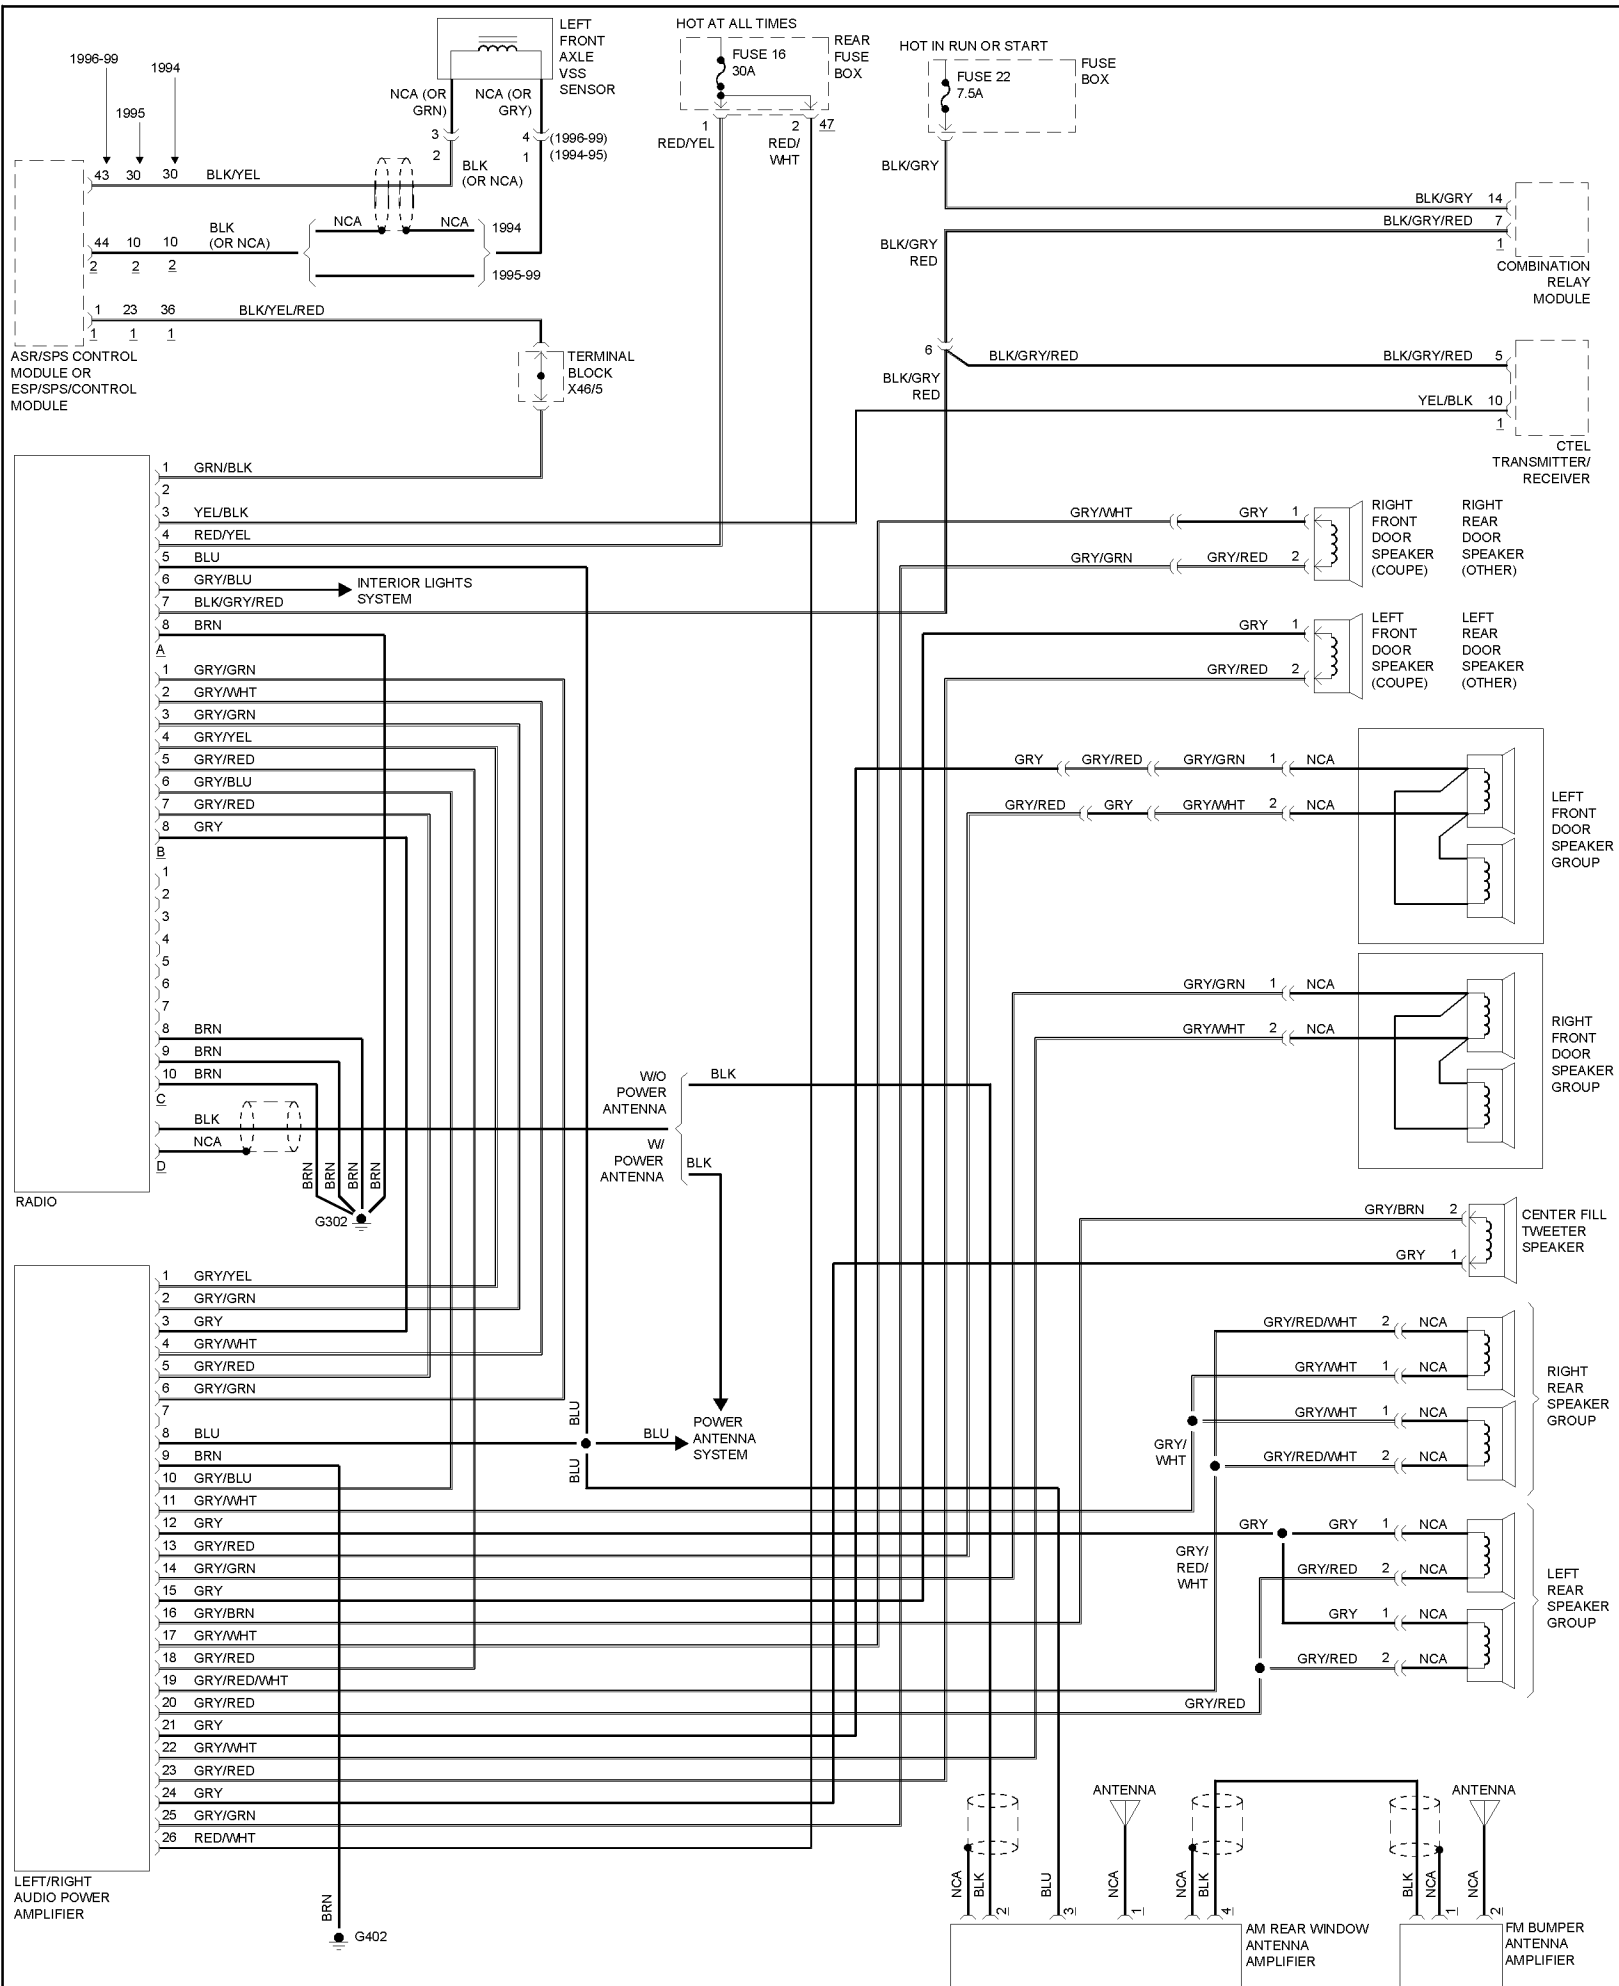 LEFT
FRONT
AXLE
VSS
SENSOR
HOT AT ALL TIMES
FUSE 16
30A
REAR
FUSE
BOX
HOT IN RUN OR START
FUSE 22
7.5A
FUSE
BOX
1996-99
1994
1995
NCA (OR
GRN)
NCA (OR
GRY)
3
2
4
(1996-99)
1
(1994-95)
BLK
(OR NCA)
1
RED/YEL
2
47
RED/
WHT
BLK/GRY
43 30 30 BLK/YEL
NCA
NCA
1994
BLK
(OR NCA)
44 10 10
2 2 2
1995-99
1 23 36 BLK/YEL/RED
1 1 1
ASR/SPS CONTROL
MODULE OR
ESP/SPS/CONTROL
MODULE
TERMINAL
BLOCK
X46/5
BLK/GRY 14
BLK/GRY/RED 7
1
BLK/GRY
RED
COMBINATION
RELAY
MODULE
6
BLK/GRY/RED
BLK/GRY/RED 5
BLK/GRY
RED
YEL/BLK 10
1
CTEL
TRANSMITTER/
RECEIVER
1 GRN/BLK
2
3 YEL/BLK
4 RED/YEL
5 BLU
6 GRY/BLU
INTERIOR LIGHTS
SYSTEM
7 BLK/GRY/RED
8 BRN
A
1 GRY/GRN
2 GRY/WHT
3 GRY/GRN
4 GRY/YEL
5 GRY/RED
6 GRY/BLU
7 GRY/RED
8 GRY
B
1
2
3
4
5
6
7
8 BRN
9 BRN
10 BRN
C
BLK
NCA
D
BRN
BRN
BRN
BRN
RADIO
G302
W/O
POWER
ANTENNA
BLK
W/
POWER
ANTENNA
BLK
GRY/WHT GRY 1
GRY/GRN GRY/RED 2
RIGHT
FRONT
DOOR
SPEAKER
(COUPE)
RIGHT
REAR
DOOR
SPEAKER
(OTHER)
GRY 1
GRY/RED 2
LEFT
FRONT
DOOR
SPEAKER
(COUPE)
LEFT
REAR
DOOR
SPEAKER
(OTHER)
GRY GRY/RED GRY/GRN 1 NCA
GRY/RED GRY GRY/WHT 2 NCA
LEFT
FRONT
DOOR
SPEAKER
GROUP
GRY/GRN 1 NCA
GRY/WHT 2 NCA
RIGHT
FRONT
DOOR
SPEAKER
GROUP
GRY/BRN 2
GRY 1
CENTER FILL
TWEETER
SPEAKER
1 GRY/YEL
2 GRY/GRN
3 GRY
4 GRY/WHT
5 GRY/RED
6 GRY/GRN
7
8 BLU
9 BRN
10 GRY/BLU
11 GRY/WHT
12 GRY
13 GRY/RED
14 GRY/GRN
15 GRY
16 GRY/BRN
17 GRY/WHT
18 GRY/RED
19 GRY/RED/WHT
20 GRY/RED
21 GRY
22 GRY/WHT
23 GRY/RED
24 GRY
25 GRY/GRN
26 RED/WHT
LEFT/RIGHT
AUDIO POWER
AMPLIFIER
BRN
G402
BLU
BLU
BLU
POWER
ANTENNA
SYSTEM
GRY/RED/WHT 2 NCA
GRY/WHT 1 NCA
GRY/WHT 1 NCA
GRY/
WHT
GRY/RED/WHT 2 NCA
RIGHT
REAR
SPEAKER
GROUP
GRY
GRY 1 NCA
GRY/
RED/
WHT
GRY/RED 2 NCA
GRY 1 NCA
GRY/RED 2 NCA
GRY/RED
LEFT
REAR
SPEAKER
GROUP
ANTENNA
ANTENNA
NCA
BLK
2
BLU
3
NCA
1
NCA
BLK
4
BLK
NCA
1
NCA
2
AM REAR WINDOW
ANTENNA
AMPLIFIER
FM BUMPER
ANTENNA
AMPLIFIER